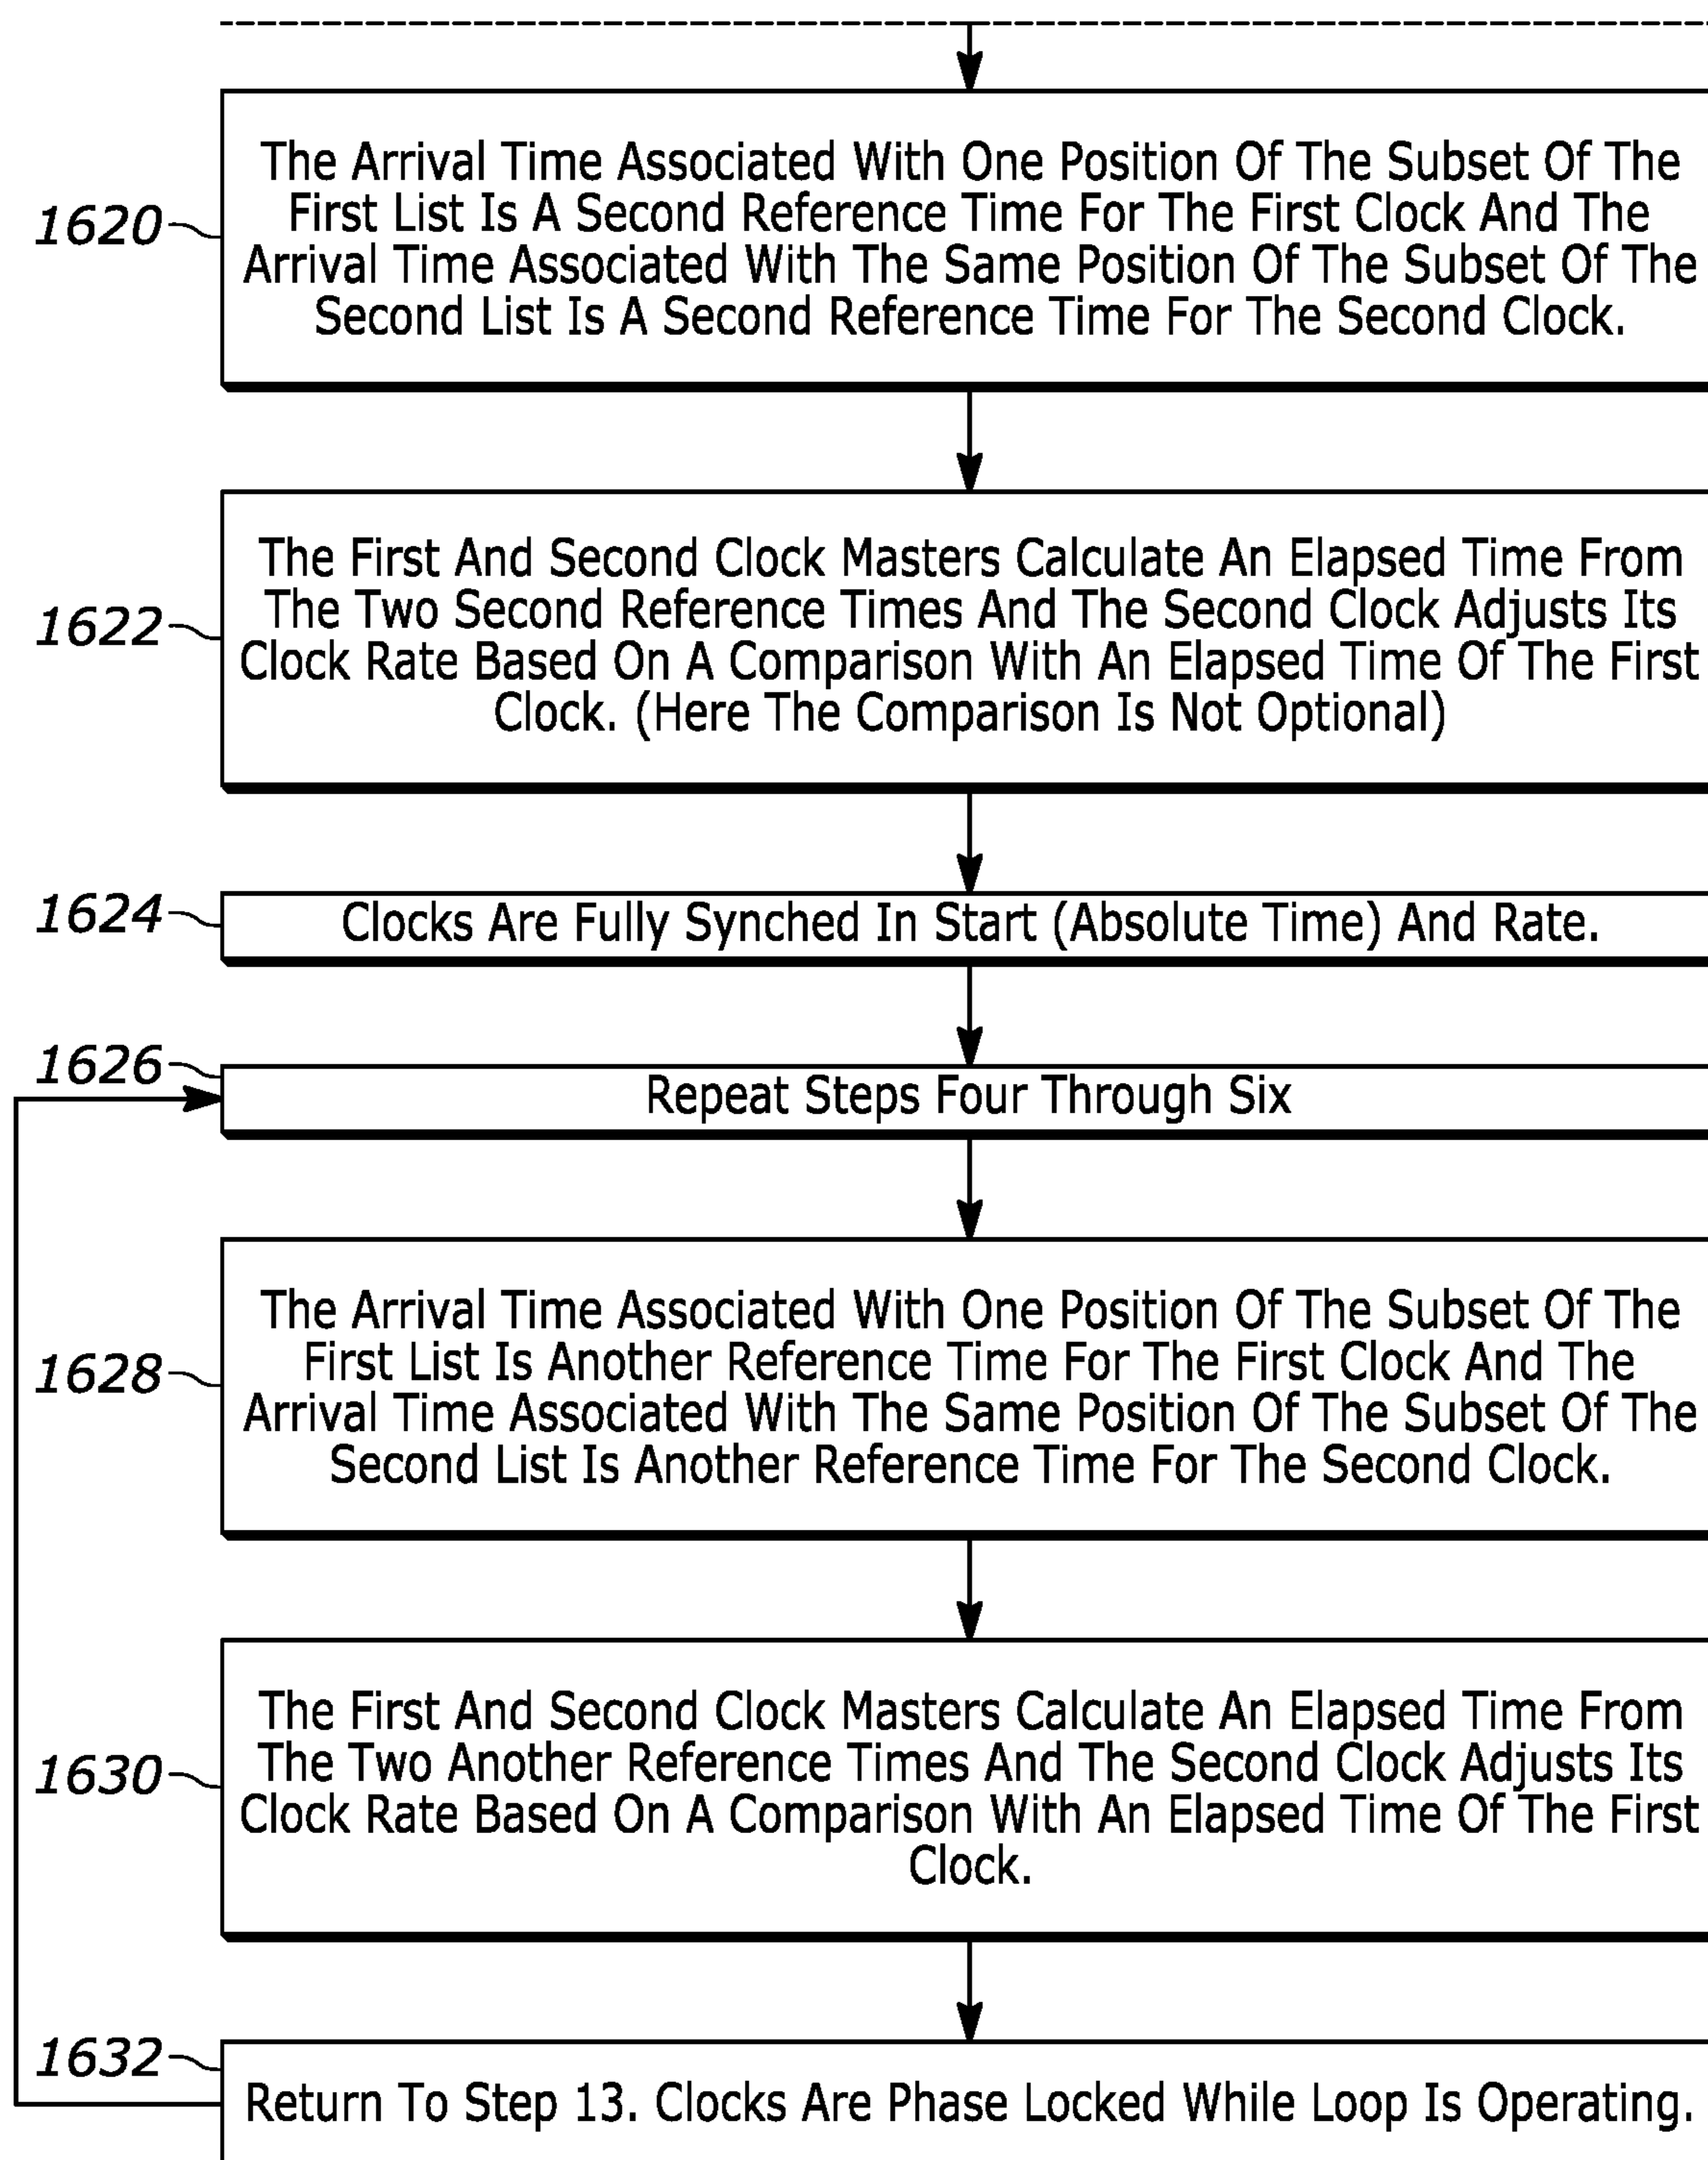 1620
The Arrival Time Associated With One Position Of The Subset Of The
First List Is A Second Reference Time For The First Clock And The
Arrival Time Associated With The Same Position Of The Subset Of The
Second List Is A Second Reference Time For The Second Clock.
1622
The First And Second Clock Masters Calculate An Elapsed Time From
The Two Second Reference Times And The Second Clock Adjusts Its
Clock Rate Based On A Comparison With An Elapsed Time Of The First
Clock. (Here The Comparison Is Not Optional)
1624
Clocks Are Fully Synched In Start (Absolute Time) And Rate.
1626
Repeat Steps Four Through Six
1628
The Arrival Time Associated With One Position Of The Subset Of The
First List Is Another Reference Time For The First Clock And The
Arrival Time Associated With The Same Position Of The Subset Of The
Second List Is Another Reference Time For The Second Clock.
1630
The First And Second Clock Masters Calculate An Elapsed Time From
The Two Another Reference Times And The Second Clock Adjusts Its
Clock Rate Based On A Comparison With An Elapsed Time Of The First
Clock.
1632
Return To Step 13. Clocks Are Phase Locked While Loop Is Operating.